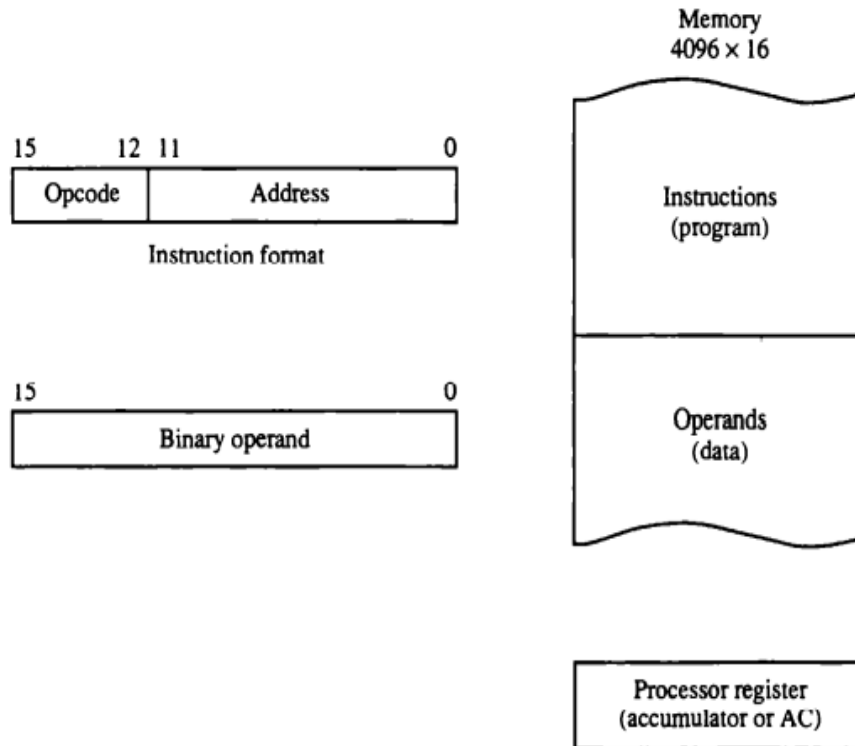 Memory
4096 × 16
15 12 11 0
Opcode Address
Instruction format
Instructions
(program)
15 0
Binary operand
Operands
(data)
Processor register
(accumulator or AC)